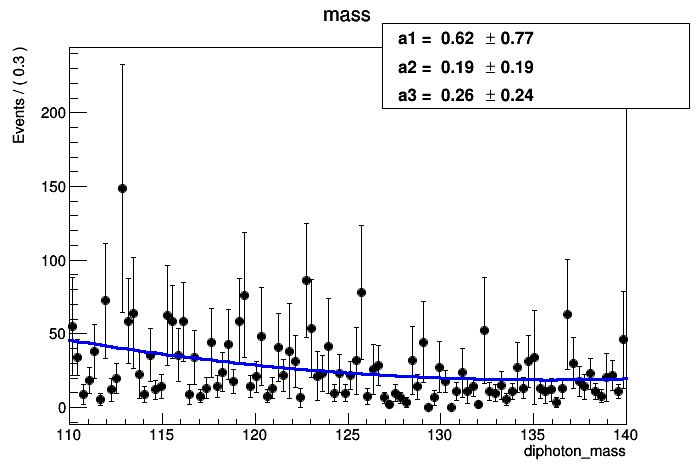 mass
a1 = 0.62 ± 0.77
a2 = 0.19 ± 0.19
a3 = 0.26 ± 0.24
Events / ( 0.3 )
200
150
100
50
0
110 115 120 125 130 135 140
diphoton_mass